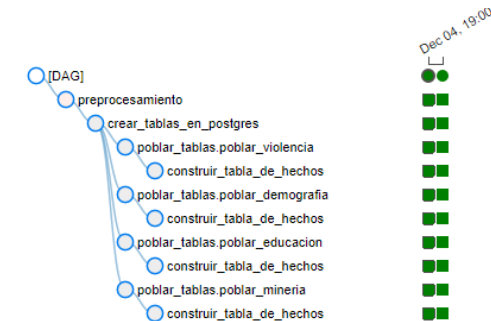 Dec 04, 19:00
[DAG]
preprocesamiento
crear_tablas_en_postgres
poblar_tablas.poblar_violencia
construir_tabla_de_hechos
poblar_tablas.poblar_demografia
construir_tabla_de_hechos
poblar_tablas.poblar_educacion
construir_tabla_de_hechos
poblar_tablas.poblar_mineria
construir_tabla_de_hechos